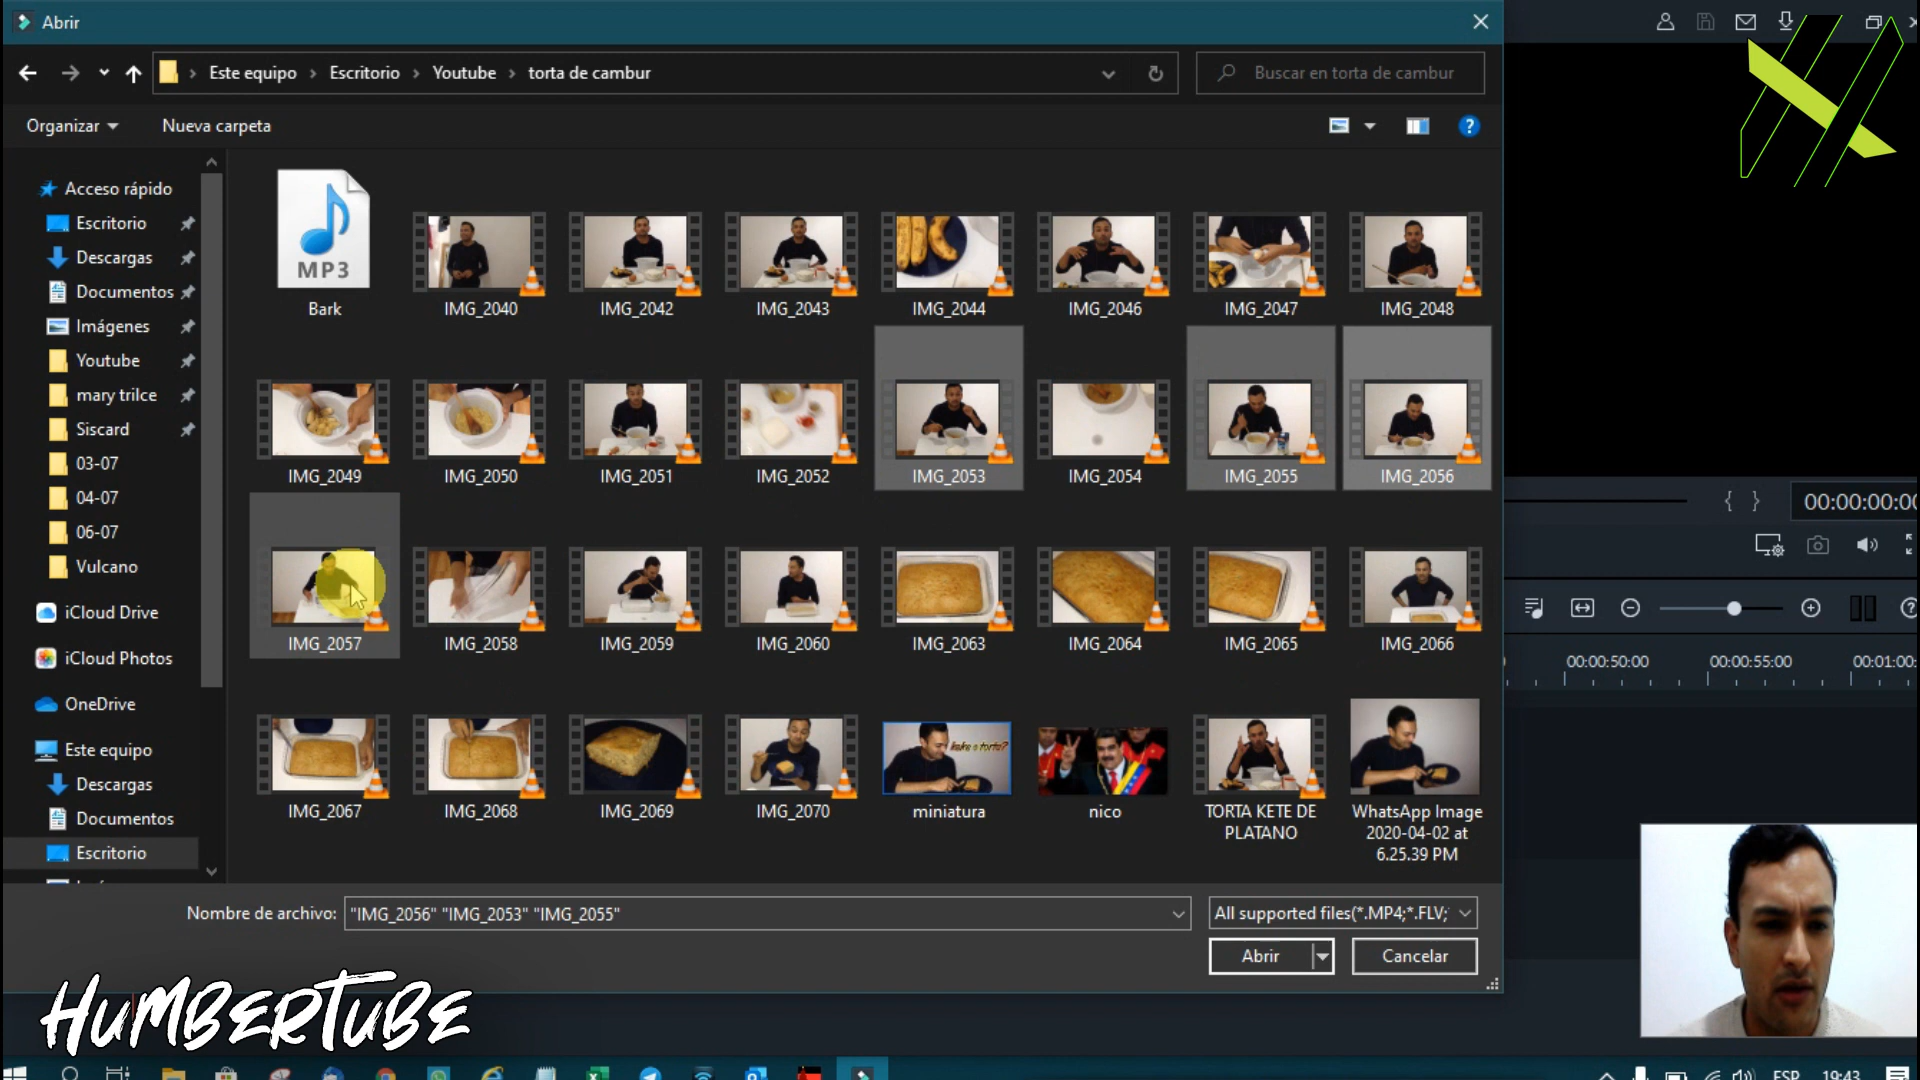 Abrir
Este equipo > Escritorio > Youtube > torta de cambur
Buscar en torta de cambur
Organizar
Nueva carpeta
Acceso rápido
Escritorio
Descargas
Documentos
Imágenes
Youtube
mary trilce
Siscard
03-07
04-07
06-07
Vulcano
iCloud Drive
iCloud Photos
OneDrive
Este equipo
Descargas
Documentos
Escritorio
MP3
Bark
IMG_2040
IMG_2042
IMG_2043
IMG_2044
IMG_2046
IMG_2047
IMG_2048
IMG_2049
IMG_2050
IMG_2051
IMG_2052
IMG_2053
IMG_2054
IMG_2055
IMG_2056
IMG_2057
IMG_2058
IMG_2059
IMG_2060
IMG_2063
IMG_2064
IMG_2065
IMG_2066
IMG_2067
IMG_2068
IMG_2069
IMG_2070
keke o torta?
miniatura
nico
TORTA KETE DE
PLATANO
WhatsApp Image
2020-04-02 at
6.25.39 PM
Nombre de archivo:
"IMG_2056" "IMG_2053" "IMG_2055"
All supported files(*.MP4;*.FLV;
Abrir
Cancelar
{ }
00:00:00:00
00:00:50:00
00:00:55:00
00:01:00:
HUMBERTUBE
ESP
19:43